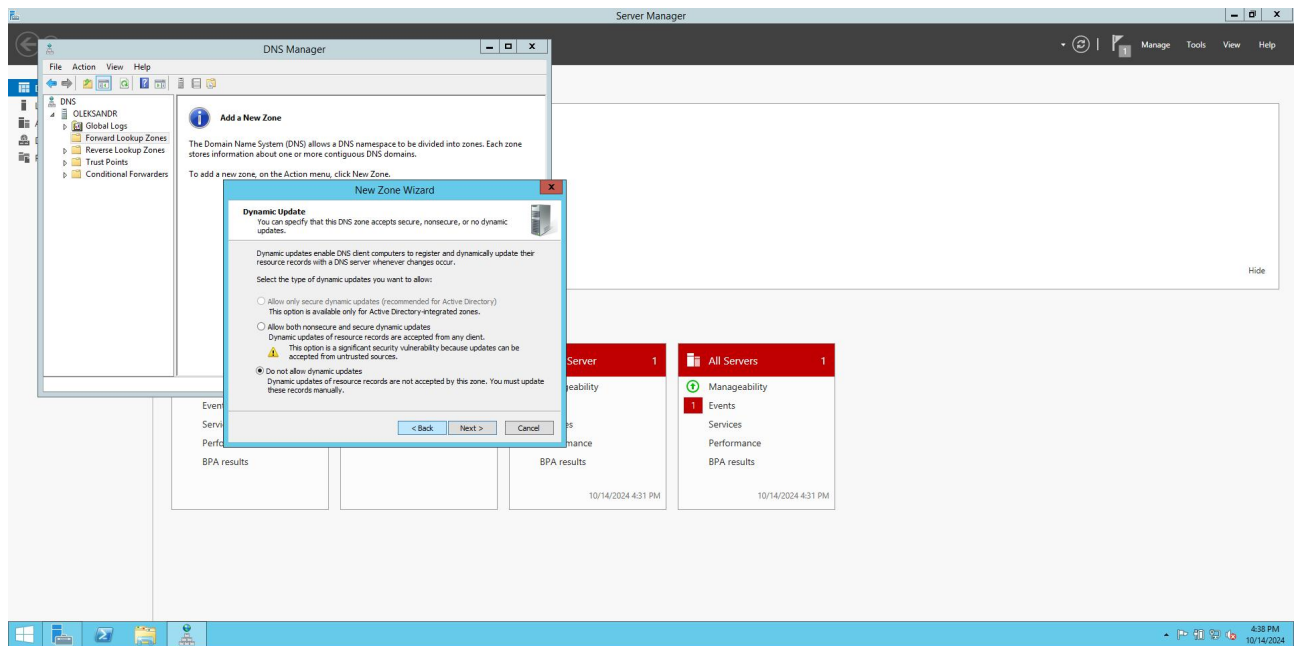 Server Manager
1
Manage
Tools
View
Help
DNS Manager
File Action View Help
DNS
OLEKSANDR
Global Logs
Forward Lookup Zones
Reverse Lookup Zones
Trust Points
Conditional Forwarders
Add a New Zone
The Domain Name System (DNS) allows a DNS namespace to be divided into zones. Each zone
stores information about one or more contiguous DNS domains.
To add a new zone, on the Action menu, click New Zone.
New Zone Wizard
Dynamic Update
You can specify that this DNS zone accepts secure, nonsecure, or no dynamic
updates.
Dynamic updates enable DNS client computers to register and dynamically update their
resource records with a DNS server whenever changes occur.
Select the type of dynamic updates you want to allow:
Allow only secure dynamic updates (recommended for Active Directory)
This option is available only for Active Directory-integrated zones.
Allow both nonsecure and secure dynamic updates
Dynamic updates of resource records are accepted from any client.
This option is a significant security vulnerability because updates can be
accepted from untrusted sources.
Do not allow dynamic updates
Dynamic updates of resource records are not accepted by this zone. You must update
these records manually.
< Back
Next >
Cancel
Hide
Server 1
All Servers 1
Manageability
1 Events
Services
Performance
BPA results
BPA results
BPA results
10/14/2024 4:31 PM
10/14/2024 4:31 PM
4:38 PM
10/14/2024